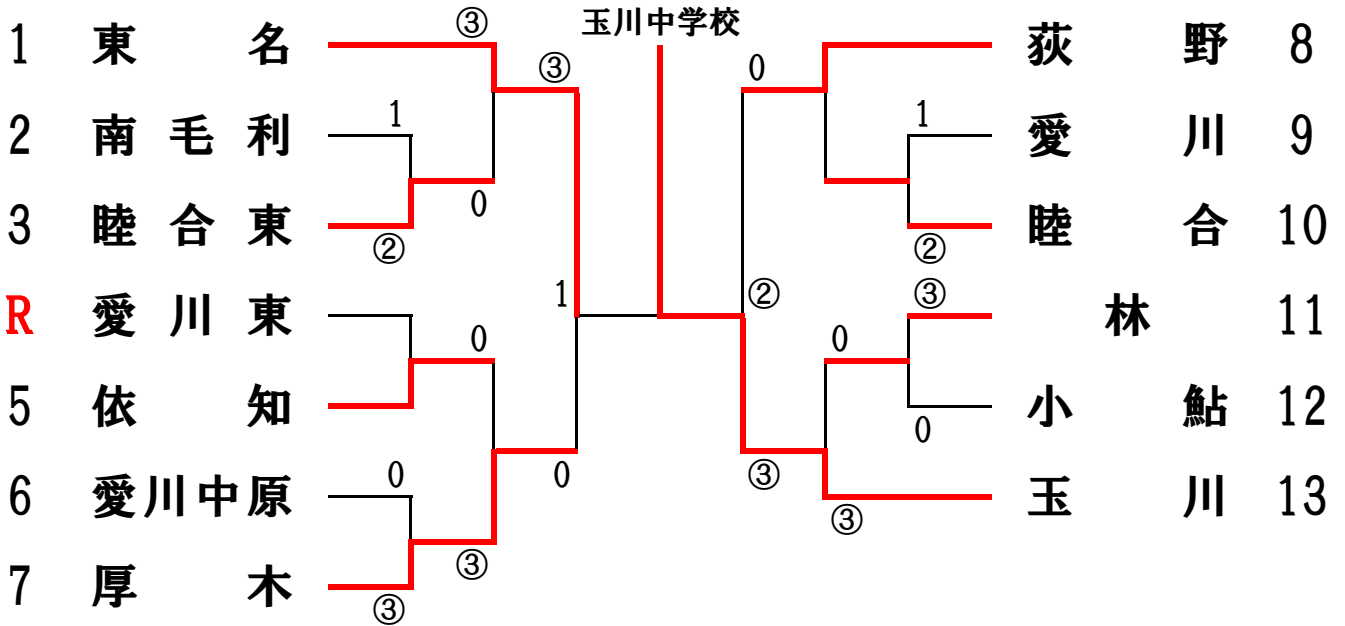 玉川中学校
③ ③ 0
1 東名 荻野 8
2 南毛利 1 1 愛川 9
3 睦合東 ② 0 ② 睦合 10
R 愛川東 1 ② ③ 林 11
5 依知 0 0 0 小鮎 12
6 愛川中原 0 0 ③ ③ 玉川 13
7 厚木 ③ ③